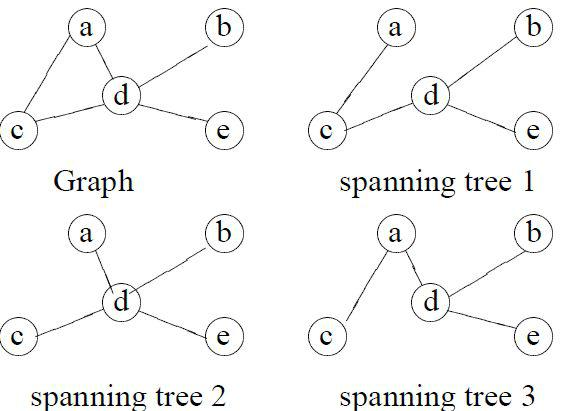 a b a b
d d
c e c e
Graph spanning tree 1
a b a b
d d
c e c e
spanning tree 2 spanning tree 3